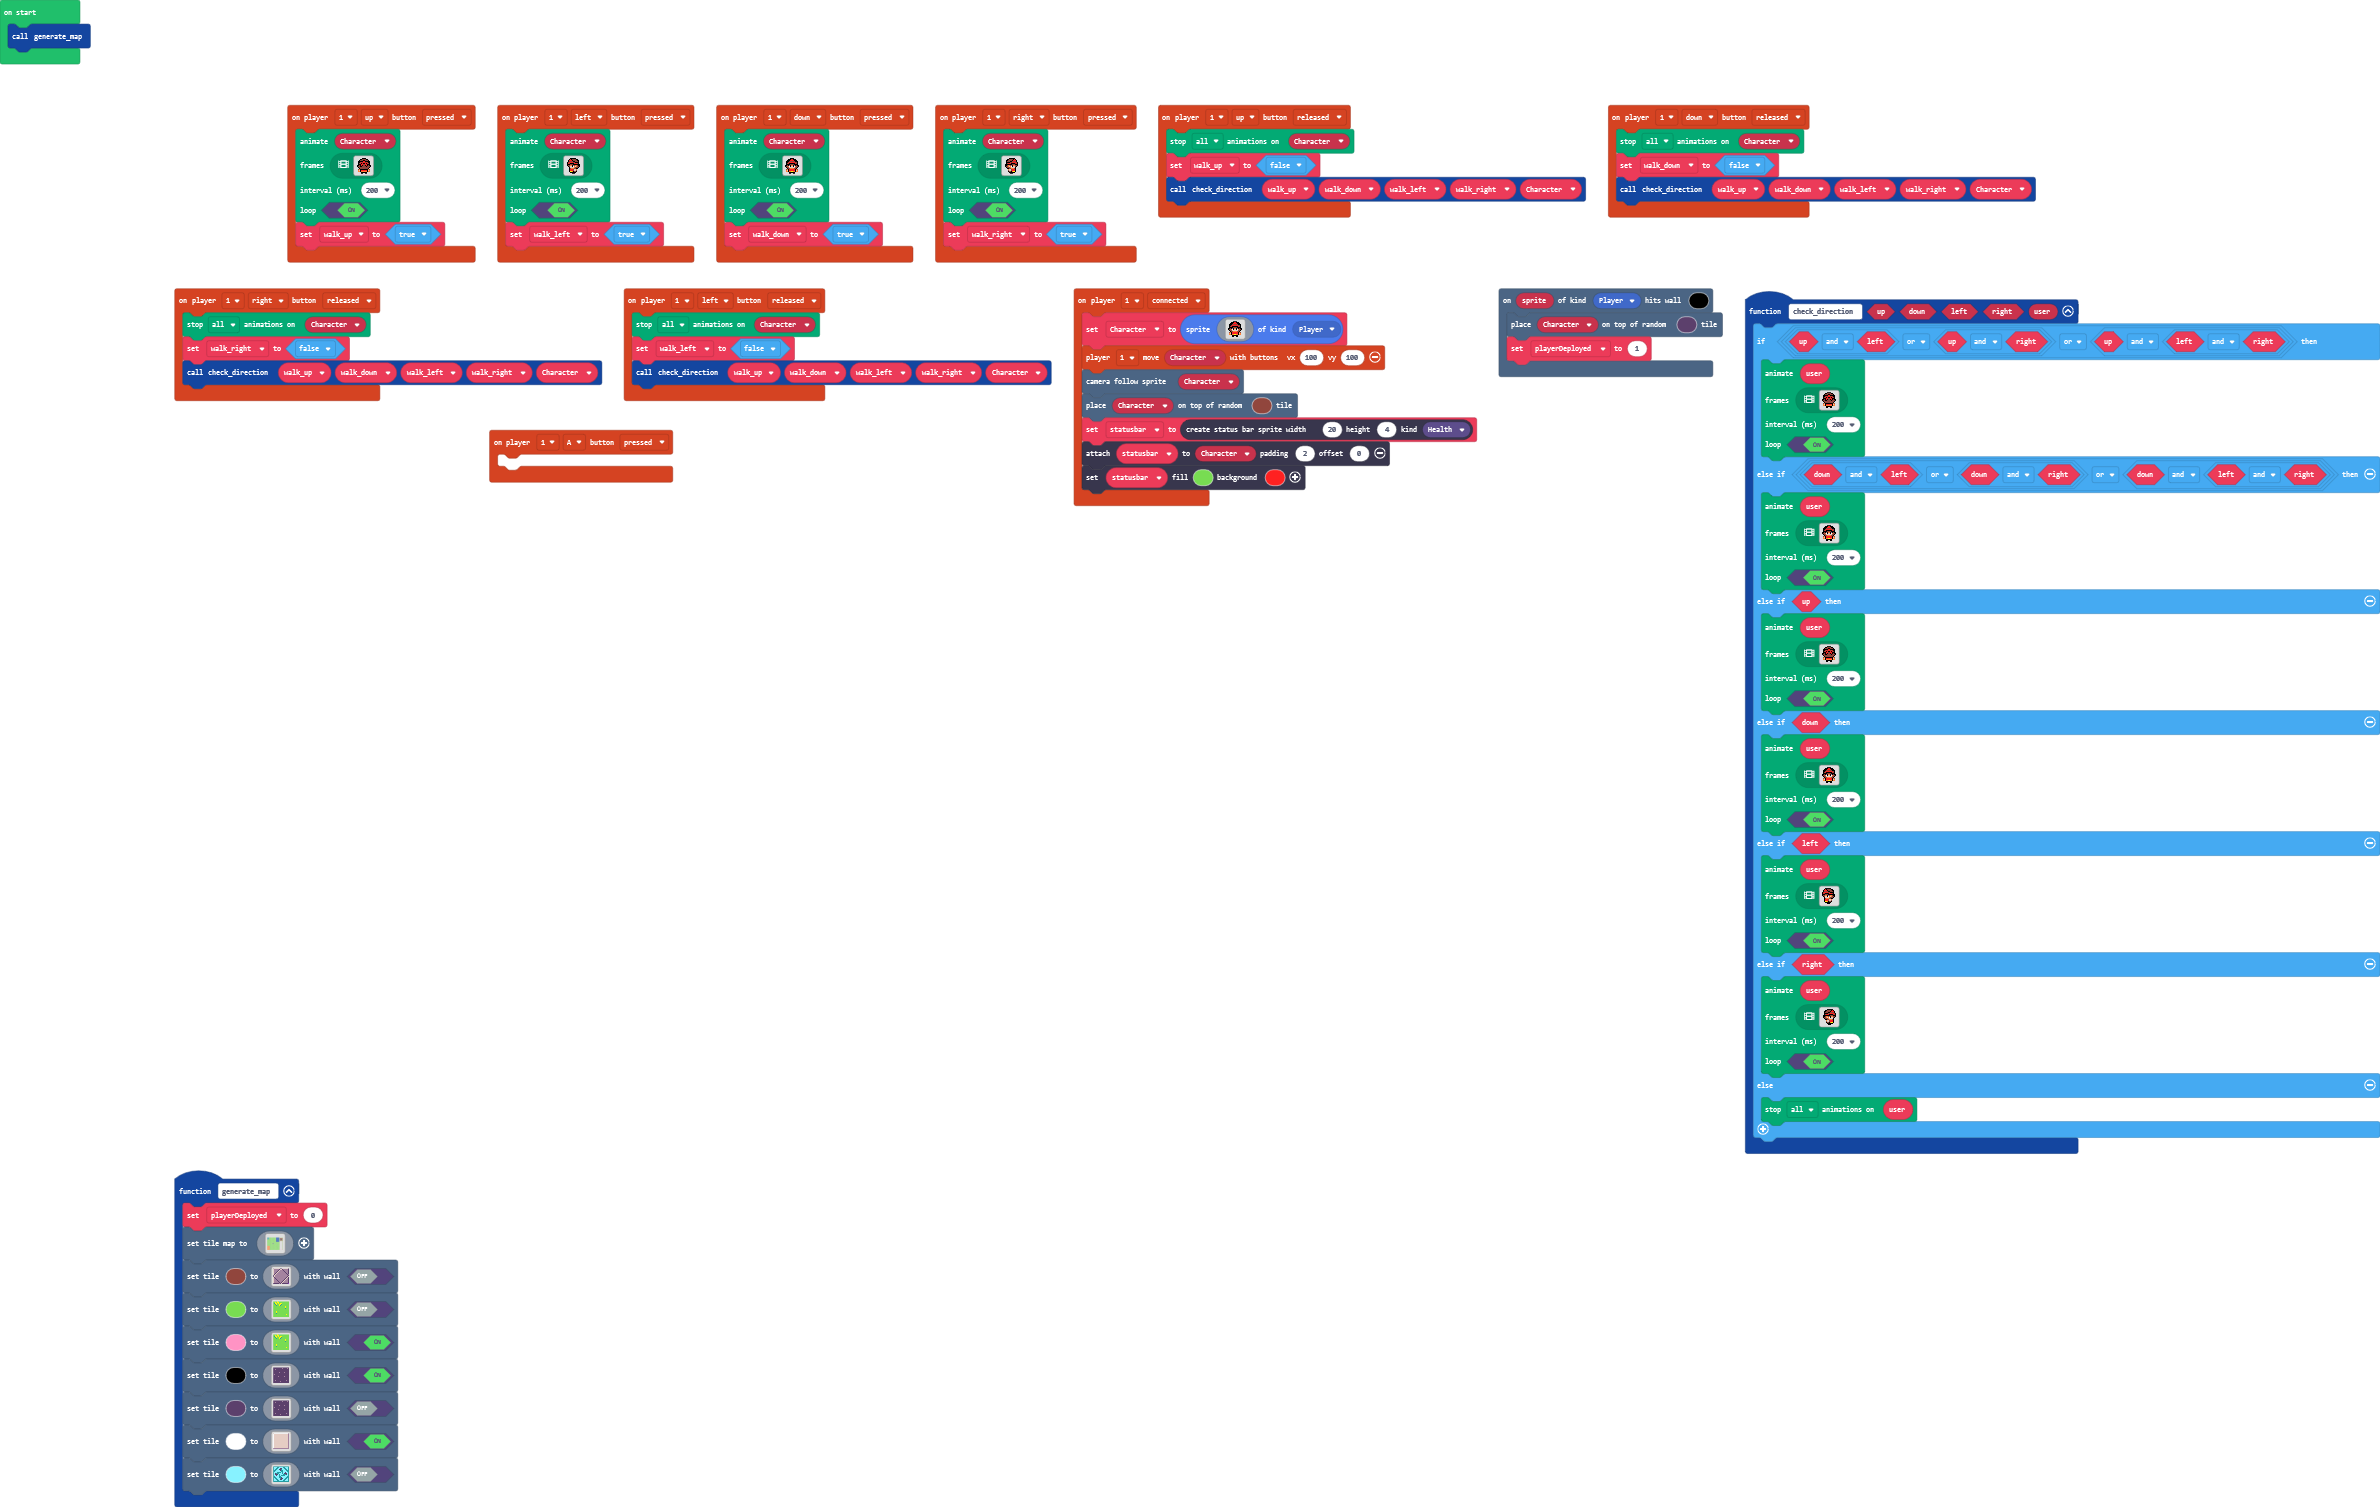 on start
call generate_map
on player 1 up button pressed
animate Character
frames
interval (ms) 200
loop ON
set walk_up to true
on player 1 left button pressed
animate Character
frames
interval (ms) 200
loop ON
set walk_left to true
on player 1 down button pressed
animate Character
frames
interval (ms) 200
loop ON
set walk_down to true
on player 1 right button pressed
animate Character
frames
interval (ms) 200
loop ON
set walk_right to true
on player 1 up button released
stop all animations on Character
set walk_up to false
call check_direction walk_up walk_down walk_left walk_right Character
on player 1 down button released
stop all animations on Character
set walk_down to false
call check_direction walk_up walk_down walk_left walk_right Character
on player 1 right button released
stop all animations on Character
set walk_right to false
call check_direction walk_up walk_down walk_left walk_right Character
on player 1 left button released
stop all animations on Character
set walk_left to false
call check_direction walk_up walk_down walk_left walk_right Character
on player 1 A button pressed
on player 1 connected
set Character to sprite of kind Player
player 1 move Character with buttons vx 100 vy 100
camera follow sprite Character
place Character on top of random tile
set statusbar to create status bar sprite width 20 height 4 kind Health
attach statusbar to Character padding 2 offset 0
set statusbar fill background
on sprite of kind Player hits wall
place Character on top of random tile
set playerDeployed to 1
function check_direction up down left right user
if up and left or up and right or up and left and right then
animate user
frames
interval (ms) 200
loop ON
else if down and left or down and right or down and left and right then
animate user
frames
interval (ms) 200
loop ON
else if up then
animate user
frames
interval (ms) 200
loop ON
else if down then
animate user
frames
interval (ms) 200
loop ON
else if left then
animate user
frames
interval (ms) 200
loop ON
else if right then
animate user
frames
interval (ms) 200
loop ON
else
stop all animations on user
function generate_map
set playerDeployed to 0
set tile map to
set tile to with wall OFF
set tile to with wall OFF
set tile to with wall ON
set tile to with wall ON
set tile to with wall OFF
set tile to with wall ON
set tile to with wall OFF